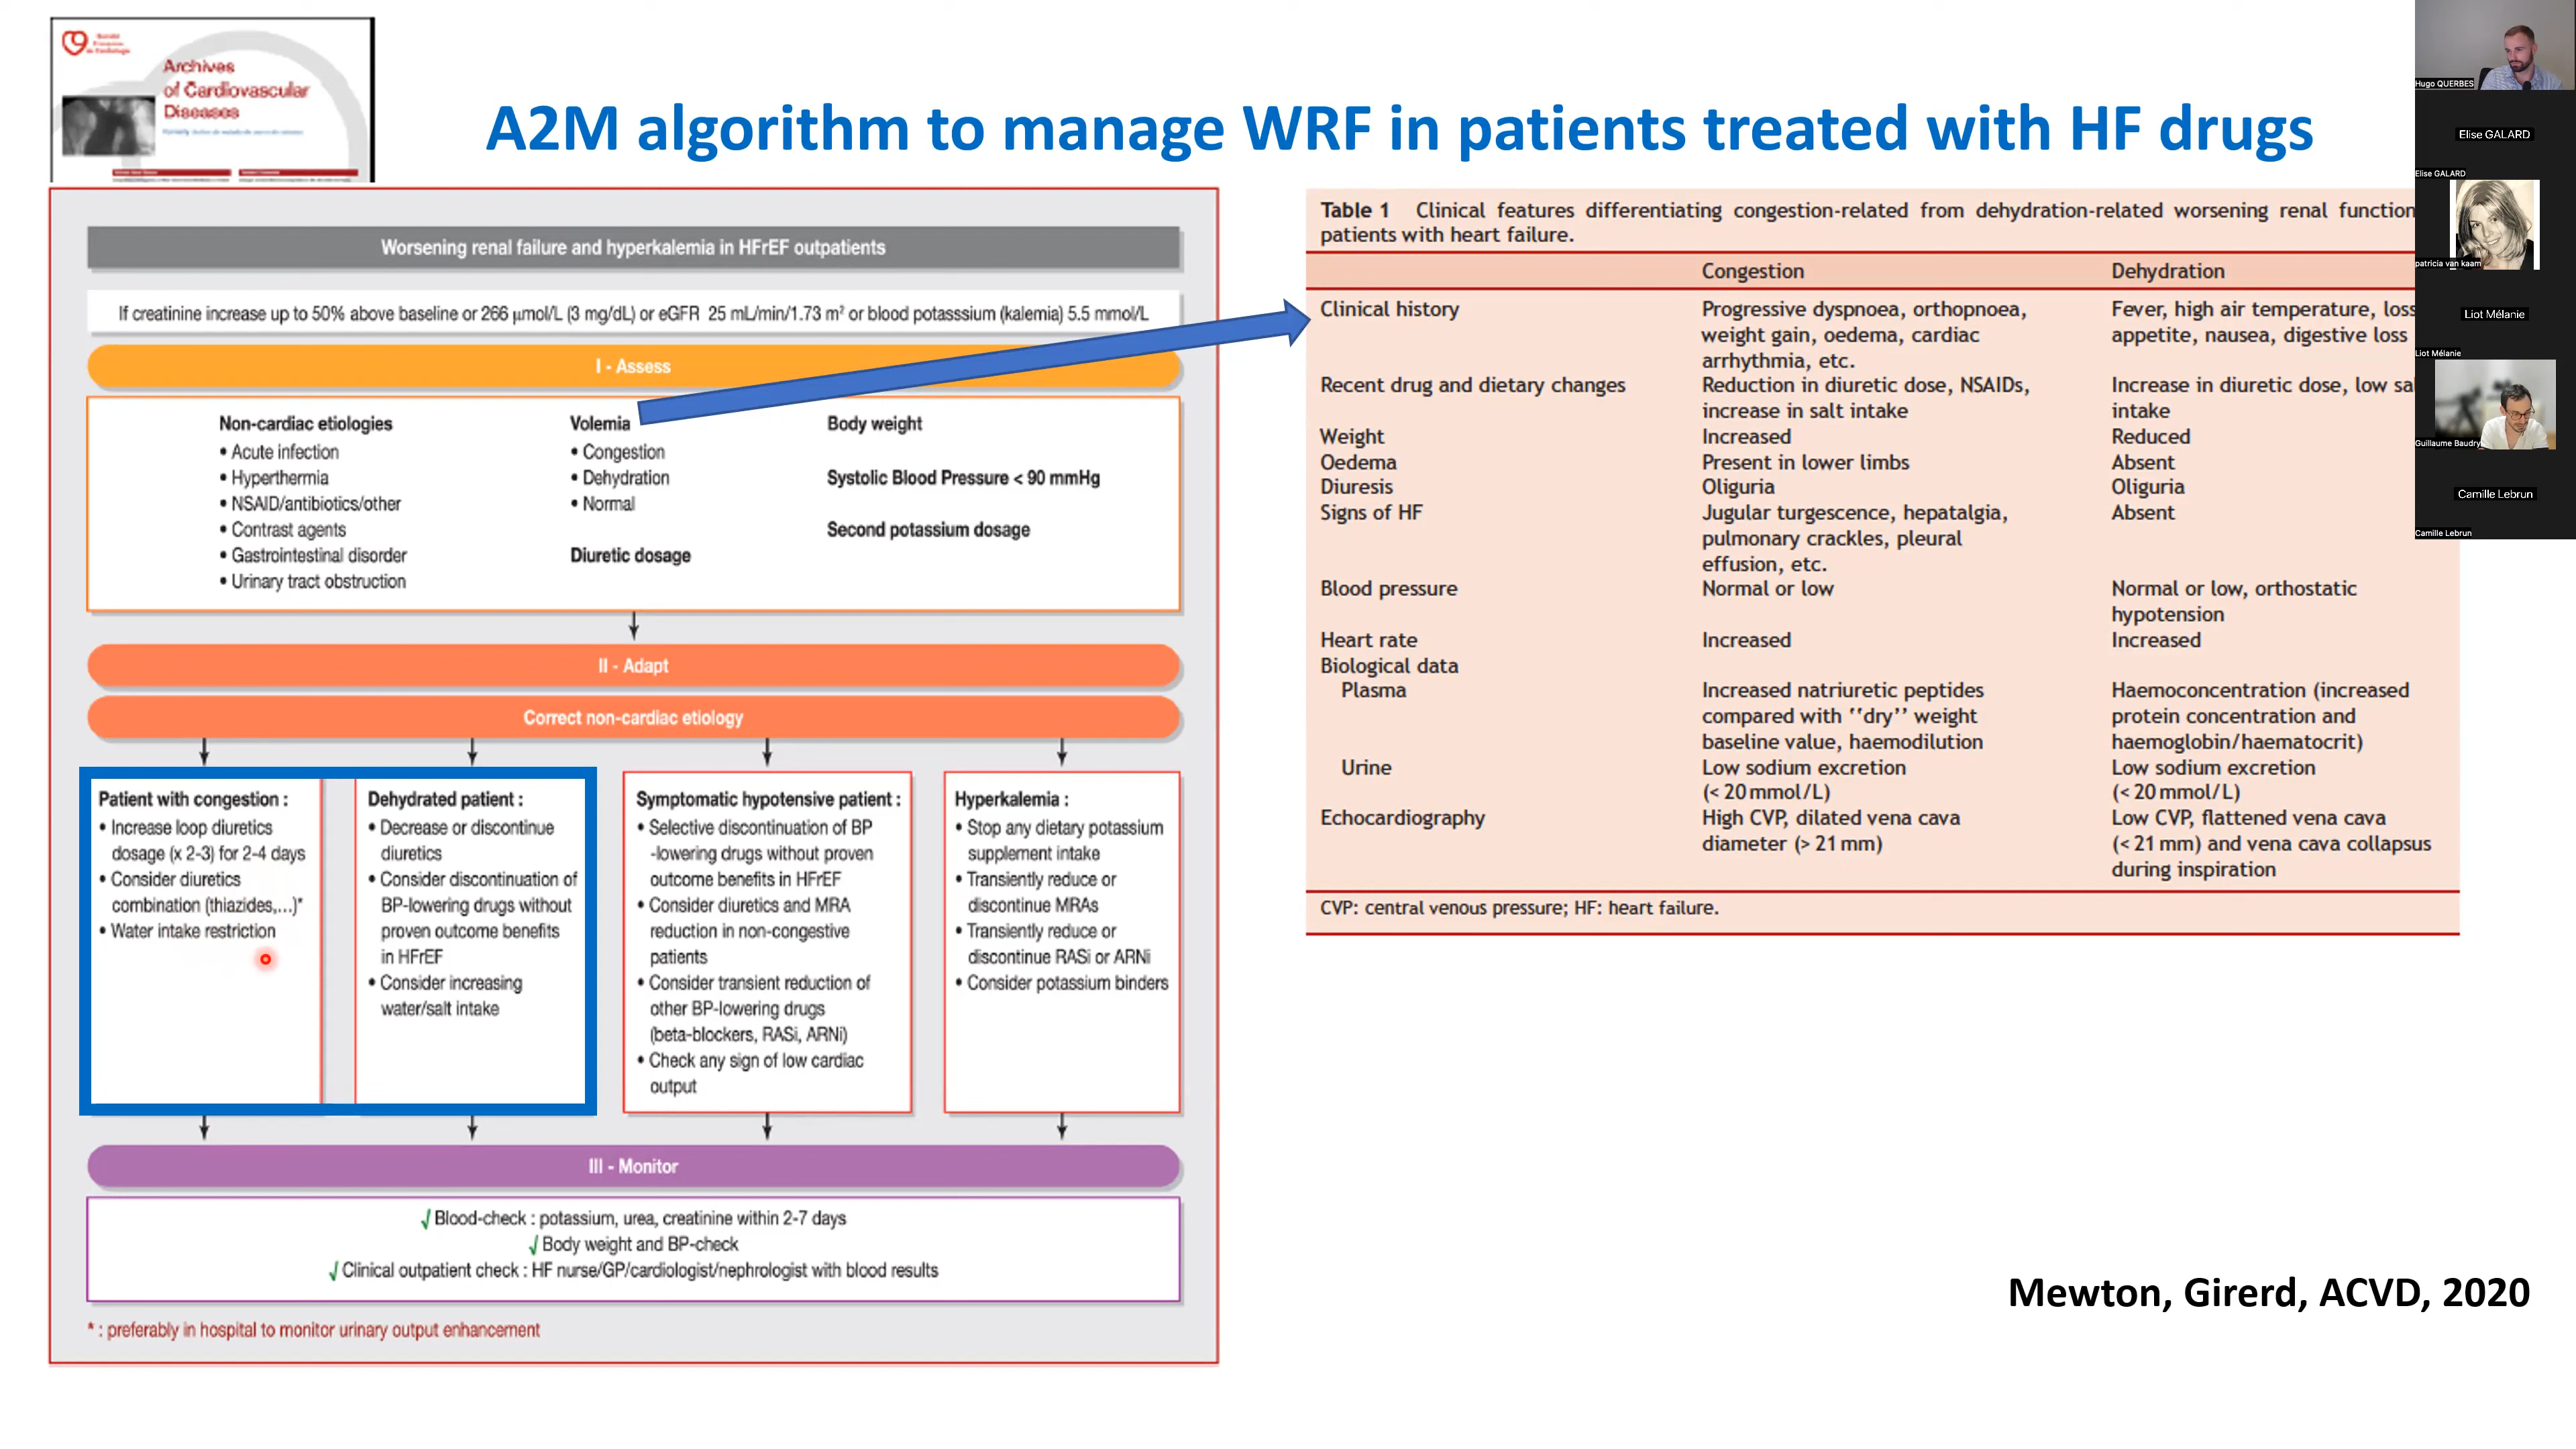 Archives
of Cardiovascular
Diseases
A2M algorithm to manage WRF in patients treated with HF drugs
Worsening renal failure and hyperkalemia in HFrEF outpatients
If creatinine increase up to 50% above baseline or 266 µmol/L (3 mg/dL) or eGFR 25 mL/min/1.73 m² or blood potasssium (kalemia) 5.5 mmol/L
I - Assess
Non-cardiac etiologies
• Acute infection
• Hyperthermia
• NSAID/antibiotics/other
• Contrast agents
• Gastrointestinal disorder
• Urinary tract obstruction
Volemia
• Congestion
• Dehydration
• Normal
Diuretic dosage
Body weight
Systolic Blood Pressure < 90 mmHg
Second potassium dosage
II - Adapt
Correct non-cardiac etiology
Patient with congestion :
• Increase loop diuretics
dosage (x 2-3) for 2-4 days
• Consider diuretics
combination (thiazides,...)*
• Water intake restriction
Dehydrated patient :
• Decrease or discontinue
diuretics
• Consider discontinuation of
BP-lowering drugs without
proven outcome benefits
in HFrEF
• Consider increasing
water/salt intake
Symptomatic hypotensive patient :
• Selective discontinuation of BP
-lowering drugs without proven
outcome benefits in HFrEF
• Consider diuretics and MRA
reduction in non-congestive
patients
• Consider transient reduction of
other BP-lowering drugs
(beta-blockers, RASi, ARNi)
• Check any sign of low cardiac
output
Hyperkalemia :
• Stop any dietary potassium
supplement intake
• Transiently reduce or
discontinue MRAs
• Transiently reduce or
discontinue RASi or ARNi
• Consider potassium binders
III - Monitor
√ Blood-check : potassium, urea, creatinine within 2-7 days
√ Body weight and BP-check
√ Clinical outpatient check : HF nurse/GP/cardiologist/nephrologist with blood results
* : preferably in hospital to monitor urinary output enhancement
Table 1 Clinical features differentiating congestion-related from dehydration-related worsening renal function
patients with heart failure.
Congestion Dehydration
Clinical history Progressive dyspnoea, orthopnoea, Fever, high air temperature, loss
weight gain, oedema, cardiac appetite, nausea, digestive loss
arrhythmia, etc.
Recent drug and dietary changes Reduction in diuretic dose, NSAIDs, Increase in diuretic dose, low
increase in salt intake intake
Weight Increased Reduced
Oedema Present in lower limbs Absent
Diuresis Oliguria Oliguria
Signs of HF Jugular turgescence, hepatalgia, Absent
pulmonary crackles, pleural
effusion, etc.
Blood pressure Normal or low Normal or low, orthostatic
hypotension
Heart rate Increased Increased
Biological data
Plasma Increased natriuretic peptides Haemoconcentration (increased
compared with ‘‘dry’’ weight protein concentration and
baseline value, haemodilution haemoglobin/haematocrit)
Urine Low sodium excretion Low sodium excretion
(< 20 mmol/L) (< 20 mmol/L)
Echocardiography High CVP, dilated vena cava Low CVP, flattened vena cava
diameter (> 21 mm) (< 21 mm) and vena cava collapsus
during inspiration
CVP: central venous pressure; HF: heart failure.
Mewton, Girerd, ACVD, 2020
Hugo QUERBES
Elise GALARD
Elise GALARD
patricia van kaam
Liot Mélanie
Liot Mélanie
Guillaume Baudry
Camille Lebrun
Camille Lebrun